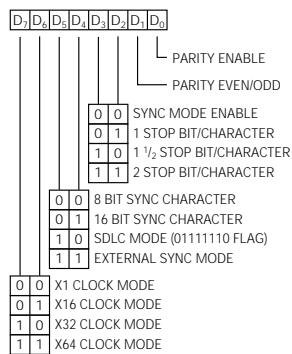 D7 D6 D5 D4 D3 D2 D1 D0
PARITY ENABLE
PARITY EVEN/ODD
0 0 SYNC MODE ENABLE
0 1 1 STOP BIT/CHARACTER
1 0 1 1/2 STOP BIT/CHARACTER
1 1 2 STOP BIT/CHARACTER
0 0 8 BIT SYNC CHARACTER
0 1 16 BIT SYNC CHARACTER
1 0 SDLC MODE (01111110 FLAG)
1 1 EXTERNAL SYNC MODE
0 0 X1 CLOCK MODE
0 1 X16 CLOCK MODE
1 0 X32 CLOCK MODE
1 1 X64 CLOCK MODE